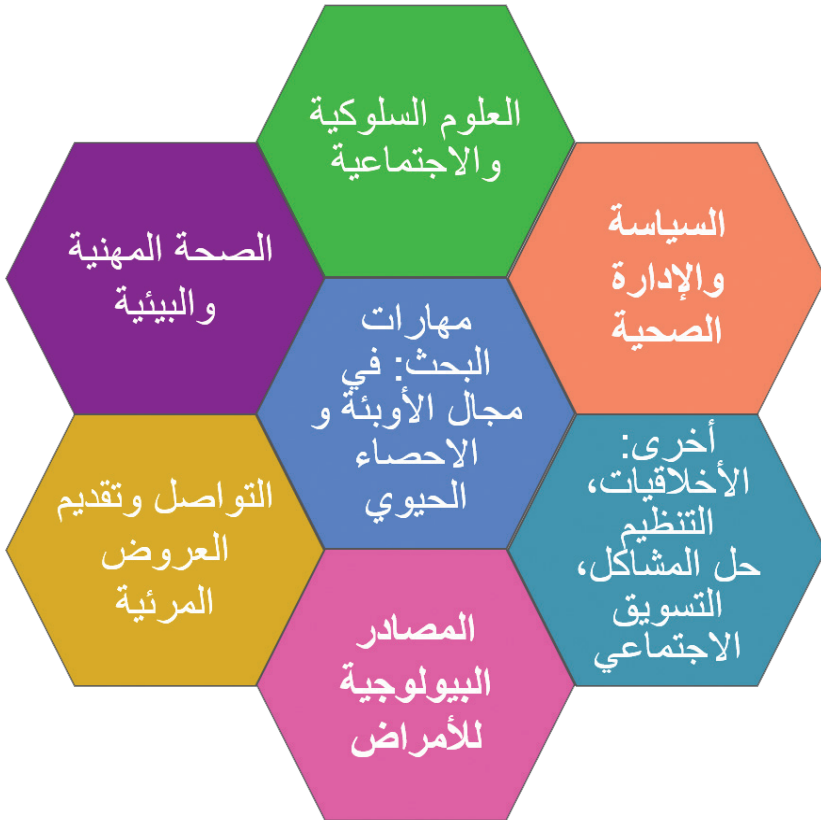 العلوم السلوكية
والاجتماعية
السياسة
والإدارة
الصحية
الصحة المهنية
والبيئية
مهارات
البحث: في
مجال الأوبئة و
الاحصاء
الحيوي
أخرى:
الأخلاقيات،
التنظيم
حل المشاكل،
التسويق
الاجتماعي
التواصل وتقديم
العروض
المرئية
المصادر
البيولوجية
للأمراض